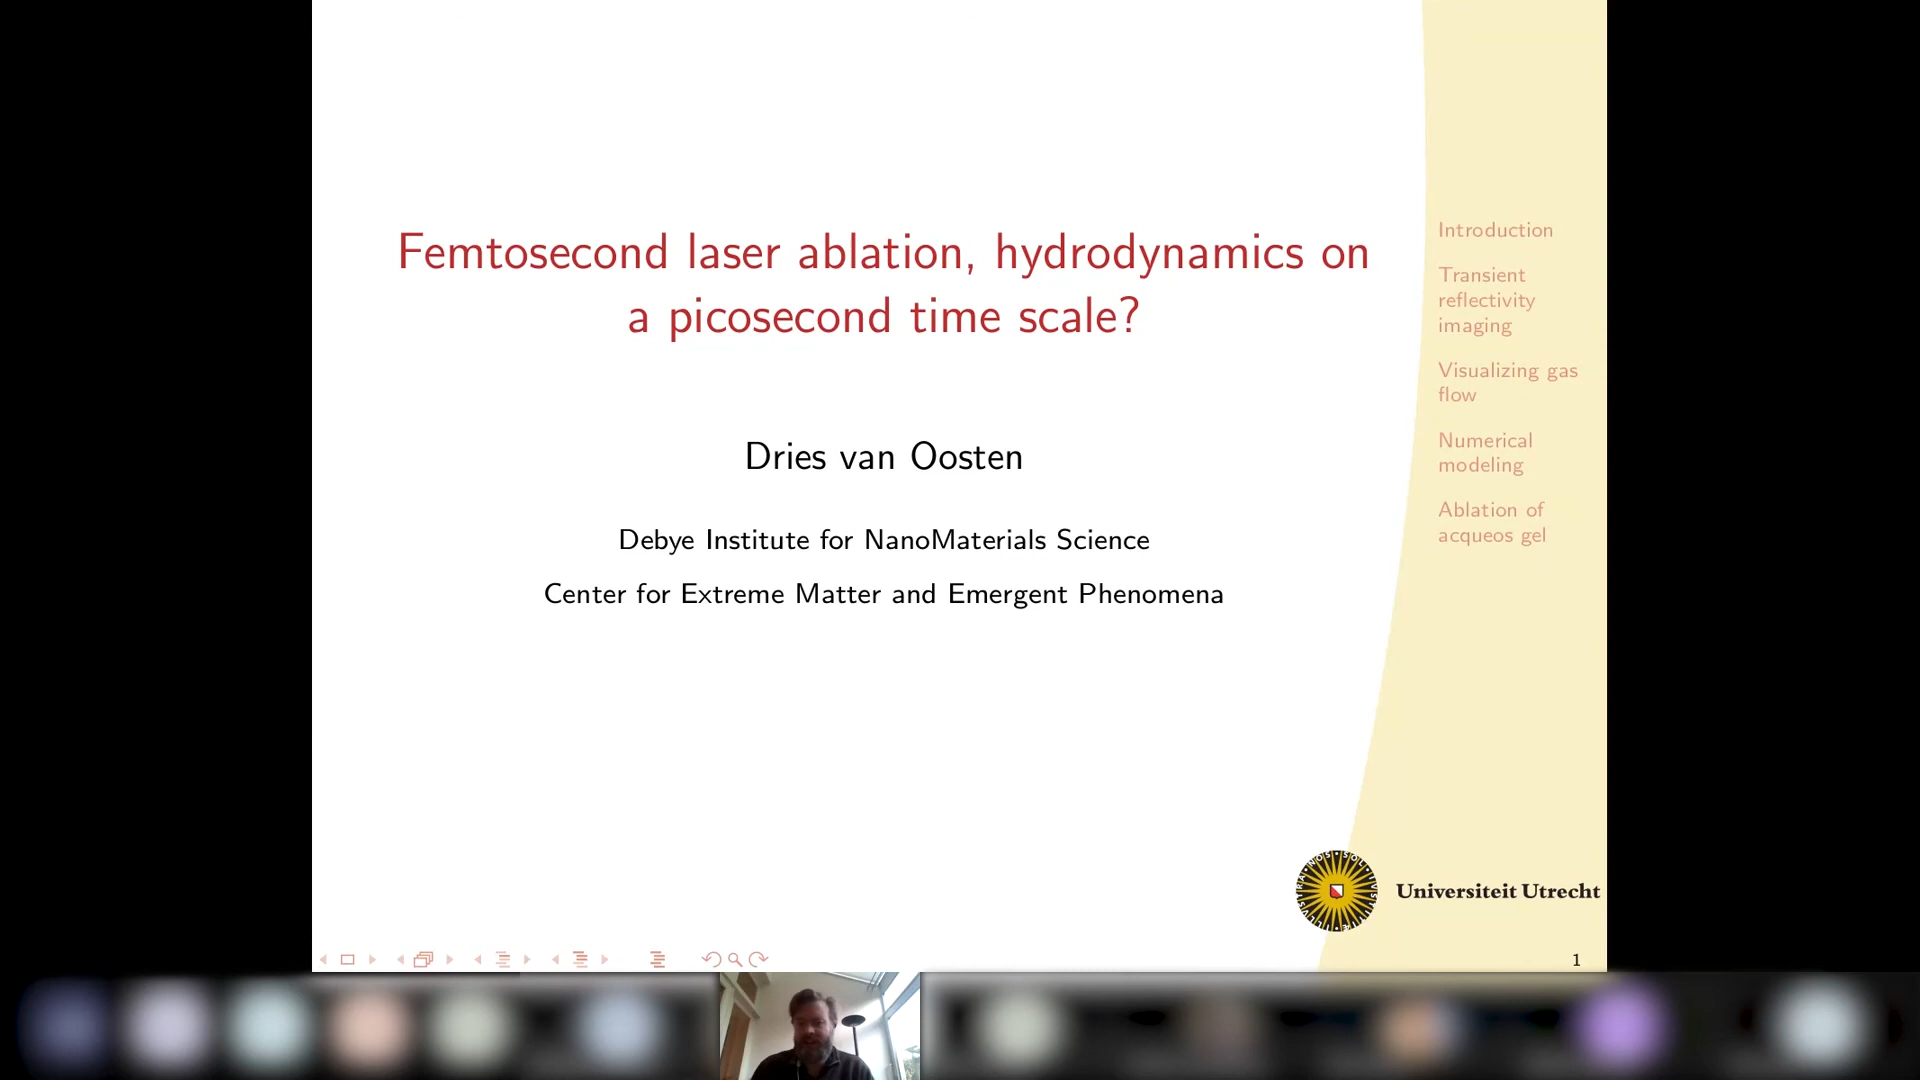 Femtosecond laser ablation, hydrodynamics on
a picosecond time scale?
Dries van Oosten
Debye Institute for NanoMaterials Science
Center for Extreme Matter and Emergent Phenomena
Introduction
Transient
reflectivity
imaging
Visualizing gas
flow
Numerical
modeling
Ablation of
acqueos gel
Universiteit Utrecht
1